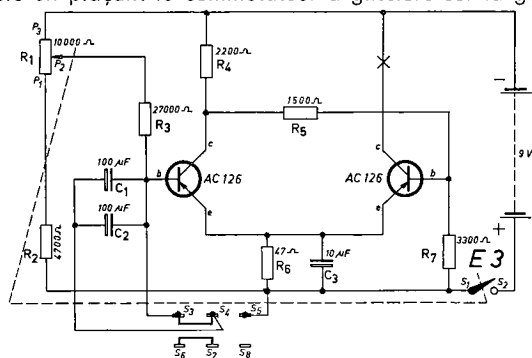 P3
10000 Ω
R1
P2
P1
2200 Ω
R4
1500 Ω
R5
27000 Ω
R3
100 µF
C1
100 µF
C2
b
c
AC 126
e
c
AC 126
b
e
−
9 V
+
R2
4700 Ω
47 Ω
R6
10 µF
C3
3300 Ω
R7
E 3
S1
S2
S3
S4
S5
S6
S7
S8